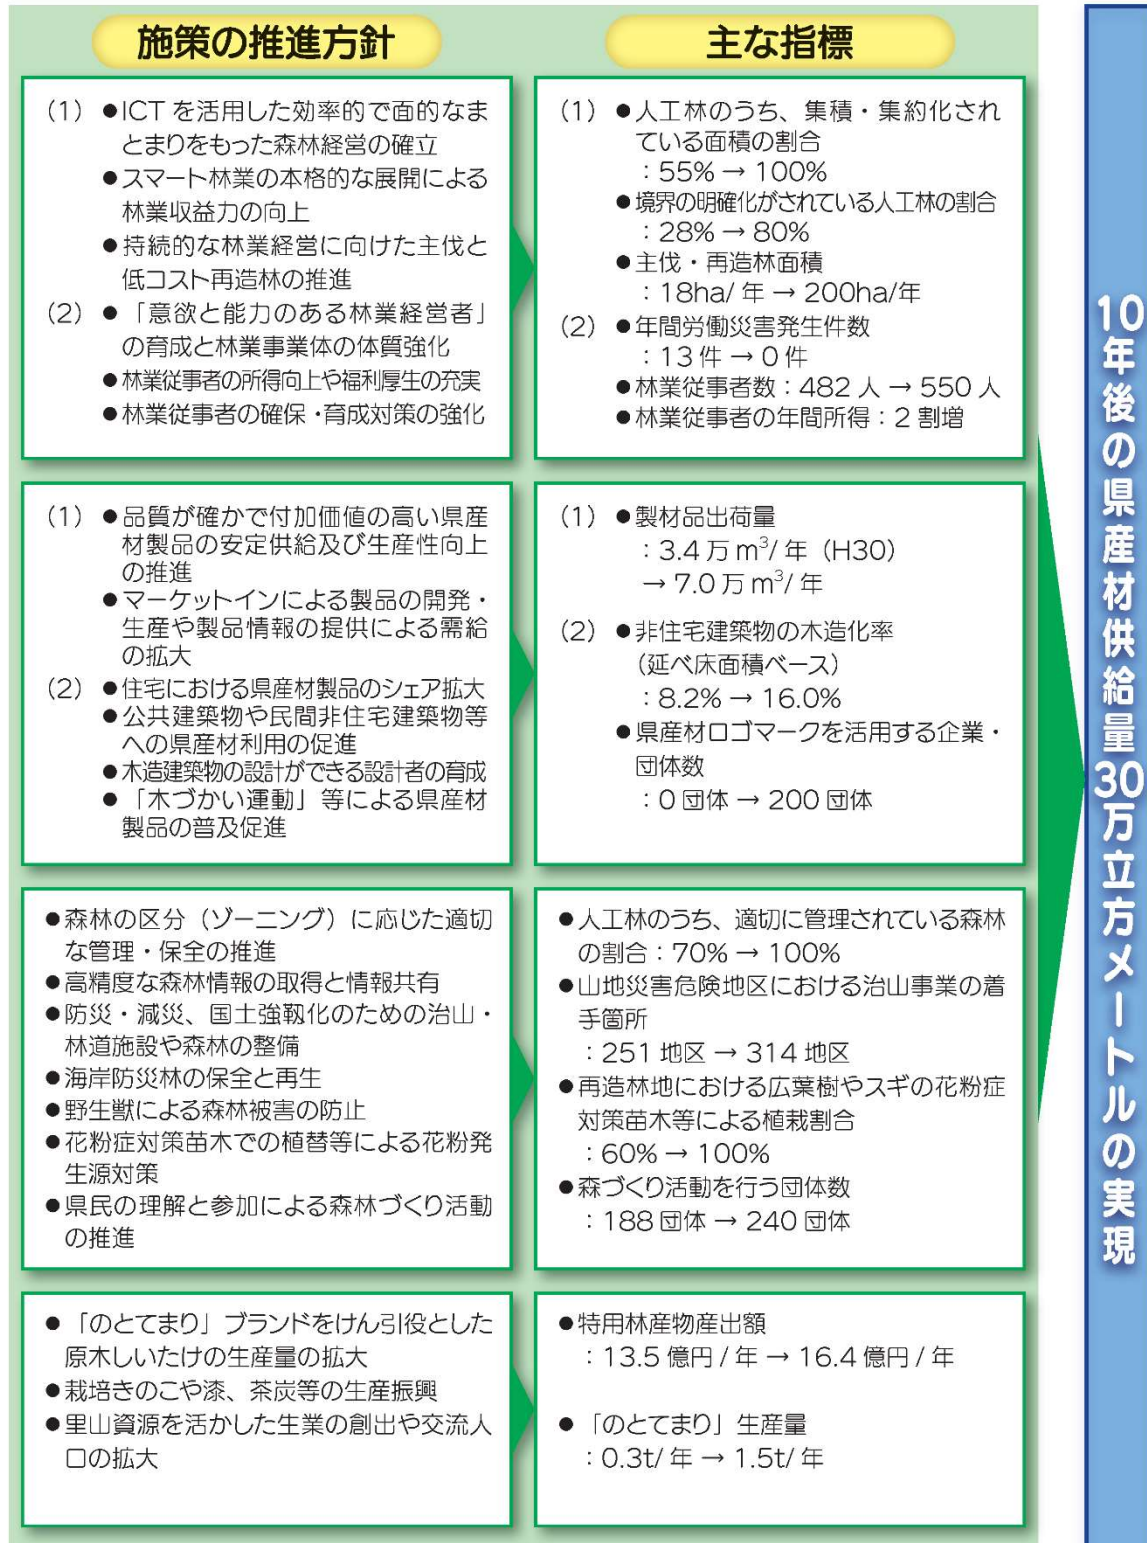 施策の推進方針
(1) ●ICT を活用した効率的で面的なま
とまりをもった森林経営の確立
●スマート林業の本格的な展開による
林業収益力の向上
●持続的な林業経営に向けた主伐と
低コスト再造林の推進
(2) ●「意欲と能力のある林業経営者」
の育成と林業事業体の体質強化
●林業従事者の所得向上や福利厚生の充実
●林業従事者の確保・育成対策の強化
主な指標
(1) ●人工林のうち、集積・集約化され
ている面積の割合
：55% → 100%
●境界の明確化がされている人工林の割合
：28% → 80%
●主伐・再造林面積
：18ha/ 年 → 200ha/年
(2) ●年間労働災害発生件数
：13 件 → 0 件
●林業従事者数：482 人 → 550 人
●林業従事者の年間所得：2 割増
(1) ●品質が確かで付加価値の高い県産
材製品の安定供給及び生産性向上
の推進
●マーケットインによる製品の開発・
生産や製品情報の提供による需給
の拡大
(2) ●住宅における県産材製品のシェア拡大
●公共建築物や民間非住宅建築物等
への県産材利用の促進
●木造建築物の設計ができる設計者の育成
●「木づかい運動」等による県産材
製品の普及促進
(1) ●製材品出荷量
：3.4 万 m³/ 年（H30）
→ 7.0 万 m³/ 年
(2) ●非住宅建築物の木造化率
（延べ床面積ベース）
：8.2% → 16.0%
●県産材ロゴマークを活用する企業・
団体数
：0 団体 → 200 団体
●森林の区分（ゾーニング）に応じた適切
な管理・保全の推進
●高精度な森林情報の取得と情報共有
●防災・減災、国土強靱化のための治山・
林道施設や森林の整備
●海岸防災林の保全と再生
●野生獣による森林被害の防止
●花粉症対策苗木での植替等による花粉発
生源対策
●県民の理解と参加による森林づくり活動
の推進
●人工林のうち、適切に管理されている森林
の割合：70% → 100%
●山地災害危険地区における治山事業の着
手箇所
：251 地区 → 314 地区
●再造林地における広葉樹やスギの花粉症
対策苗木等による植栽割合
：60% → 100%
●森づくり活動を行う団体数
：188 団体 → 240 団体
●「のとてまり」ブランドをけん引役とした
原木しいたけの生産量の拡大
●栽培きのこや漆、茶炭等の生産振興
●里山資源を活かした生業の創出や交流人
口の拡大
●特用林産物産出額
：13.5 億円 / 年 → 16.4 億円 / 年
●「のとてまり」生産量
：0.3t/ 年 → 1.5t/ 年
10年後の県産材供給量30万立方メートルの実現